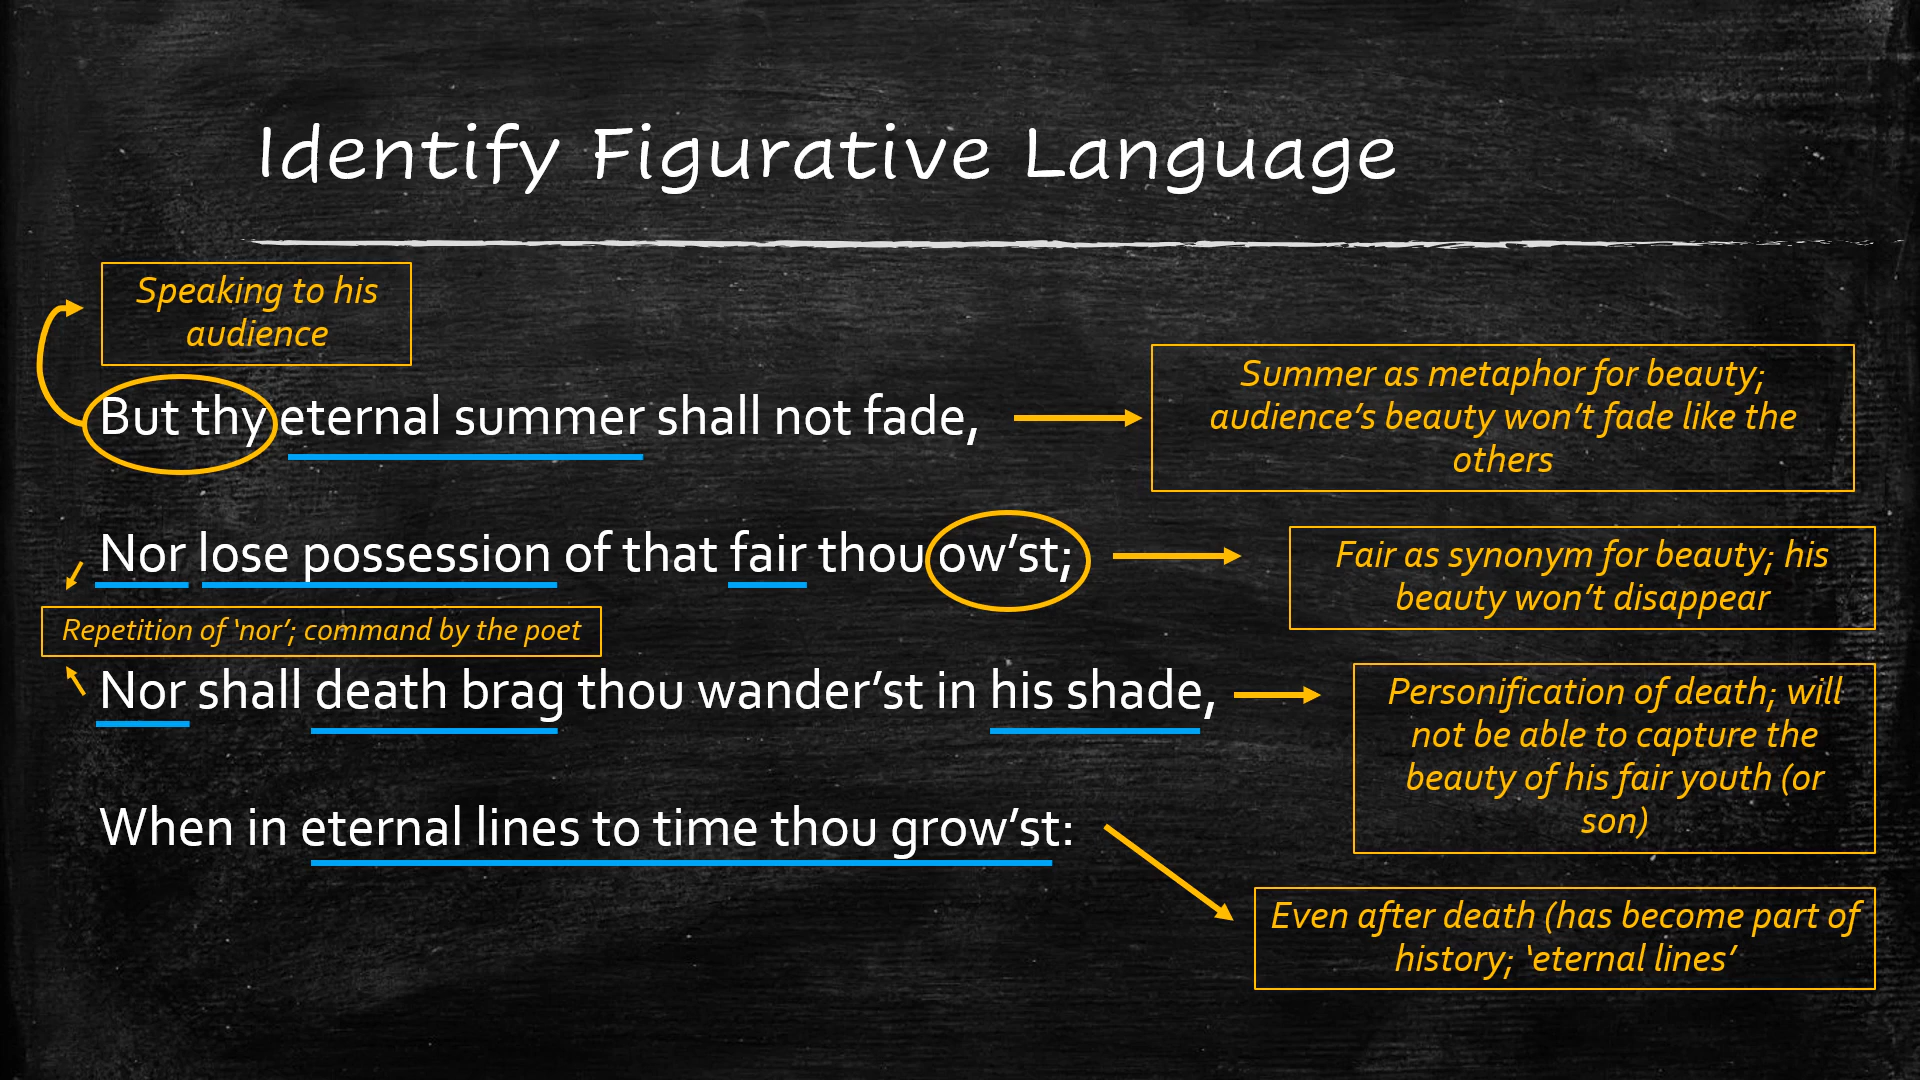 Identify Figurative Language
Speaking to his
audience
But thy eternal summer shall not fade,
Summer as metaphor for beauty;
audience’s beauty won’t fade like the
others
Nor lose possession of that fair thou ow’st;
Fair as synonym for beauty; his
beauty won’t disappear
Repetition of ‘nor’; command by the poet
Nor shall death brag thou wander’st in his shade,
Personification of death; will
not be able to capture the
beauty of his fair youth (or
son)
When in eternal lines to time thou grow’st:
Even after death (has become part of
history; ‘eternal lines’